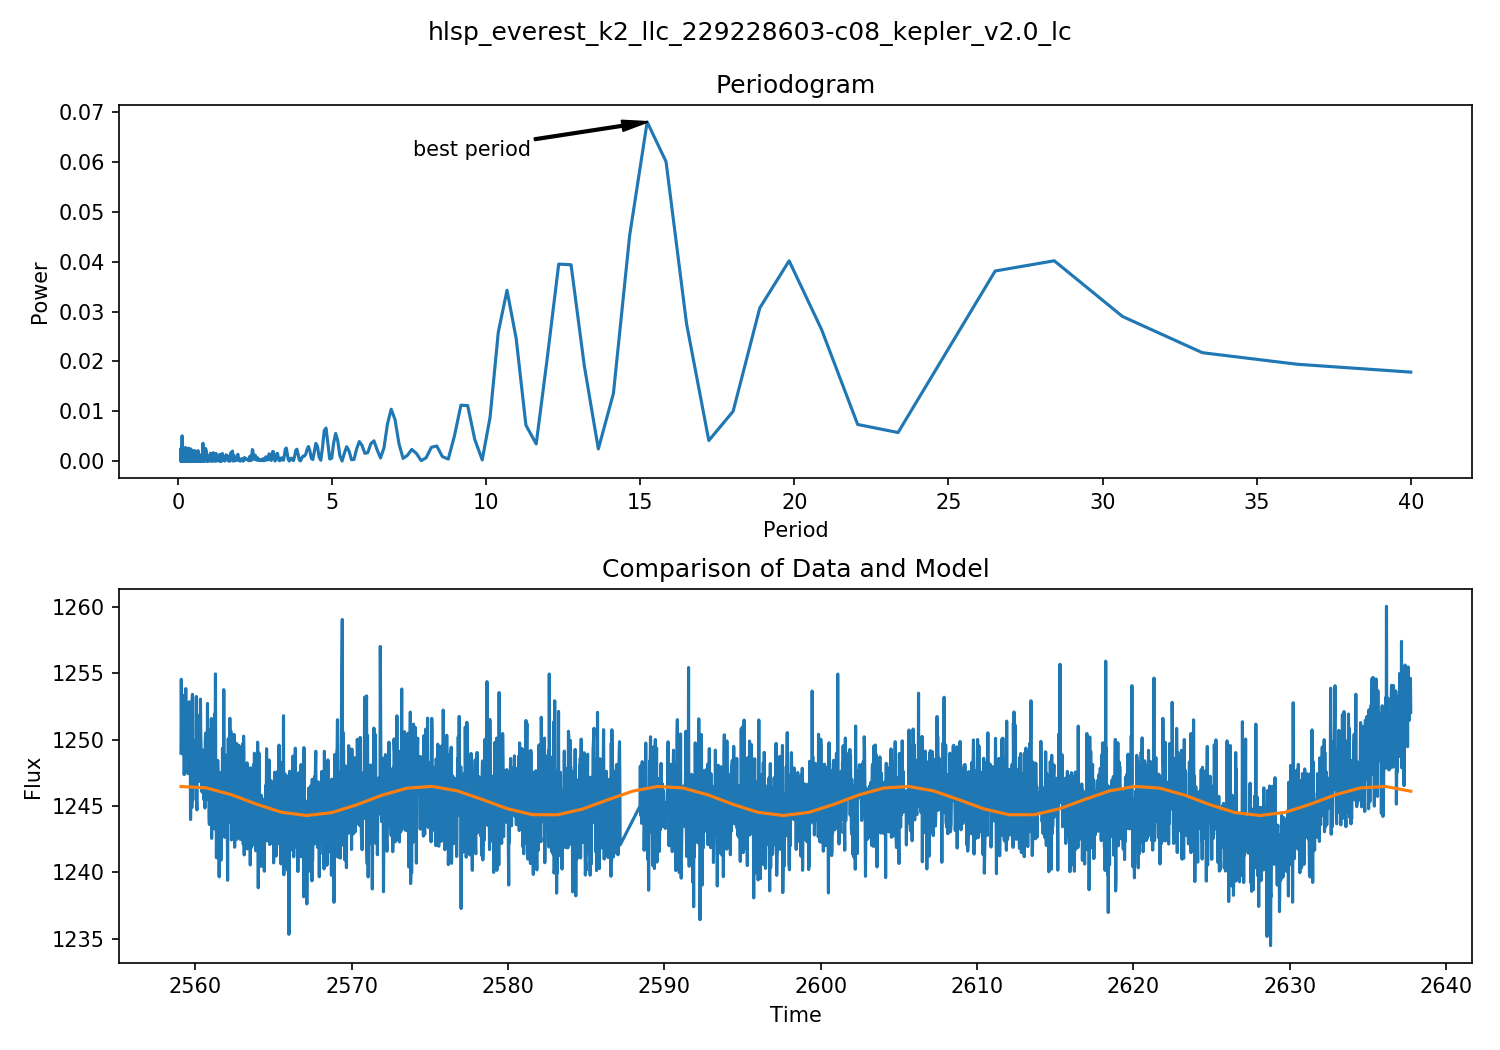 hlsp_everest_k2_llc_229228603-c08_kepler_v2.0_lc
Periodogram
0.07
0.06
0.05
0.04
0.03
0.02
0.01
0.00
Power
best period
0 5 10 15 20 25 30 35 40
Period
Comparison of Data and Model
1260
1255
1250
1245
1240
1235
Flux
2560 2570 2580 2590 2600 2610 2620 2630 2640
Time